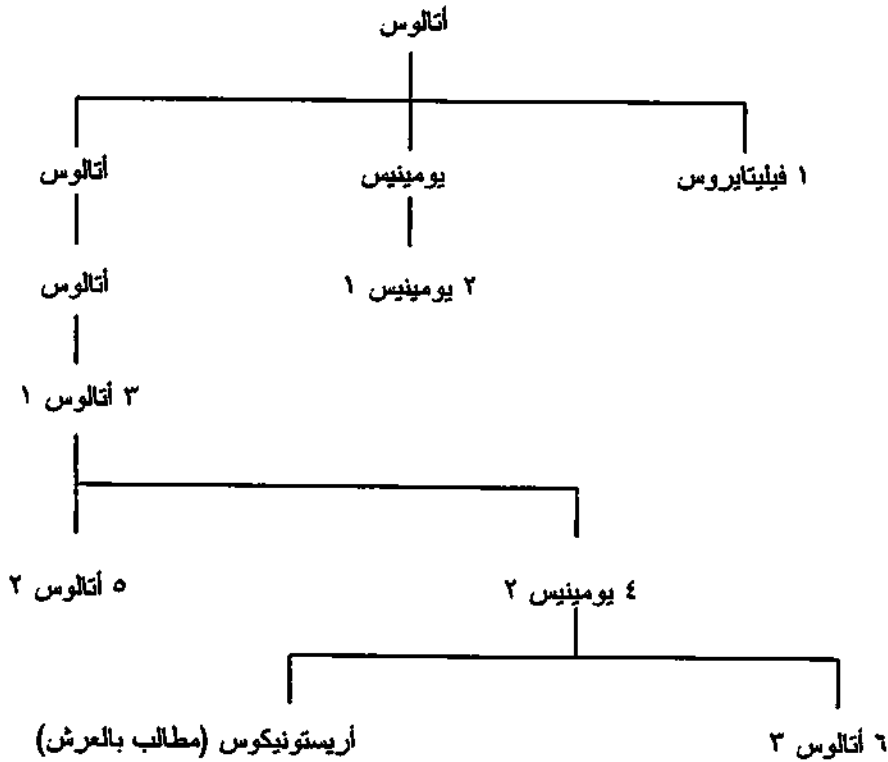 أتالوس
١ فيليتايروس
يومينيس
أتالوس
٢ يومينيس ١
أتالوس
٣ أتالوس ١
٤ يومينيس ٢
٥ أتالوس ٢
٦ أتالوس ٣
أريستونيكوس (مطالب بالعرش)